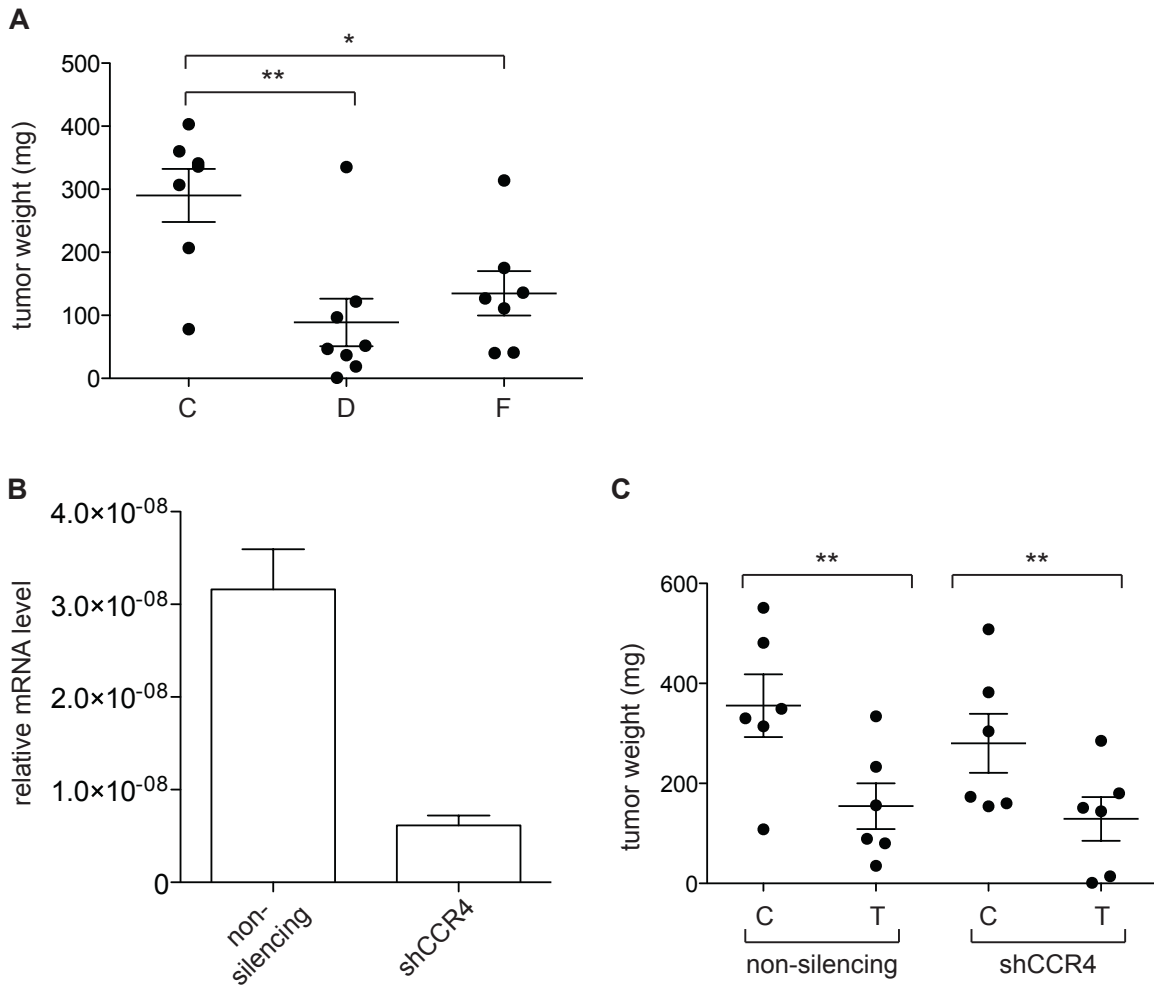 A
*
**
500
400
300
200
100
0
tumor weight (mg)
C D F
B
4.0×10⁻⁰⁸
3.0×10⁻⁰⁸
2.0×10⁻⁰⁸
1.0×10⁻⁰⁸
0
relative mRNA level
non-
silencing
shCCR4
C
** **
600
400
200
0
tumor weight (mg)
C T C T
non-silencing shCCR4